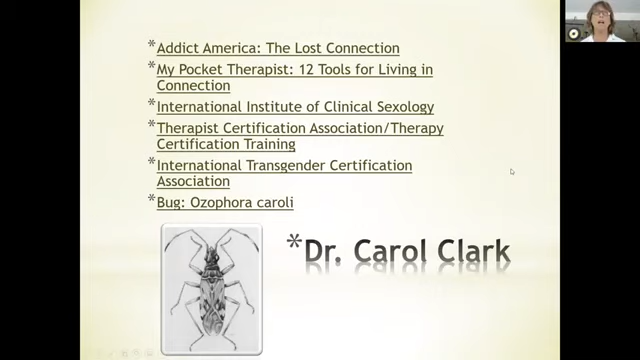 *Addict America: The Lost Connection
*My Pocket Therapist: 12 Tools for Living in
Connection
*International Institute of Clinical Sexology
*Therapist Certification Association/Therapy
Certification Training
*International Transgender Certification
Association
*Bug: Ozophora caroli
*Dr. Carol Clark